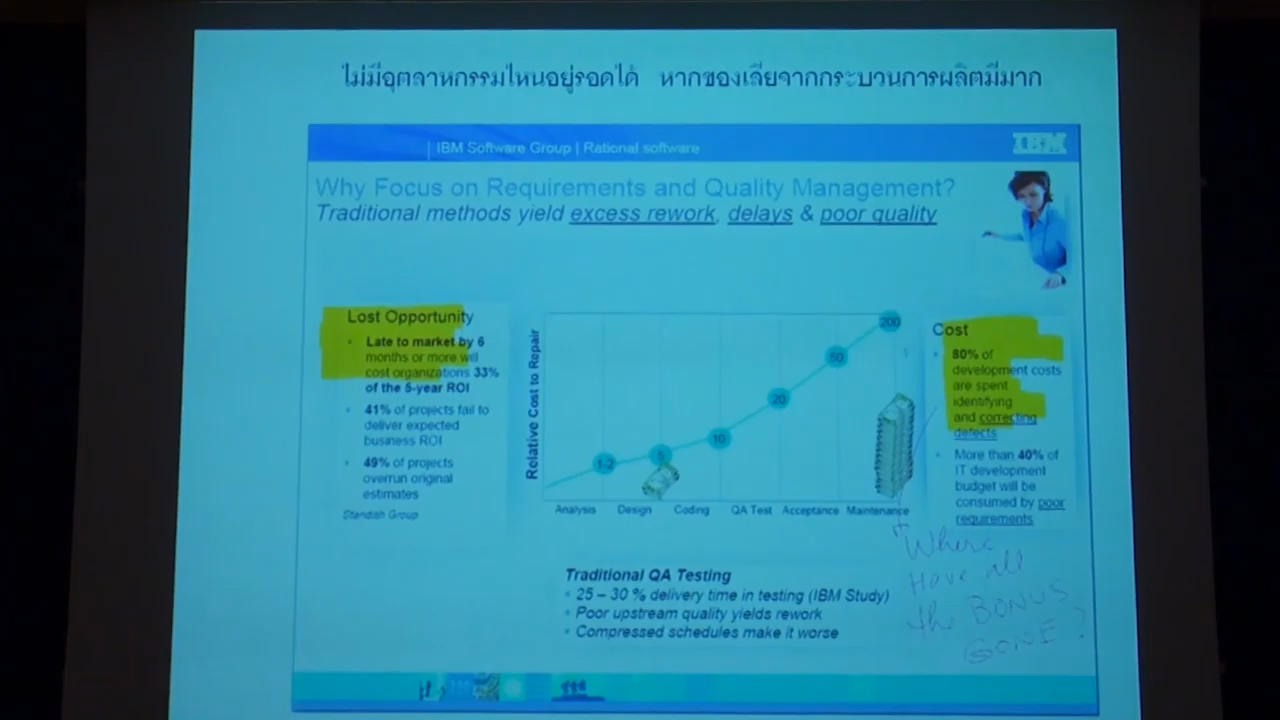 ไม่มีอุตสาหกรรมไหนอยู่รอดได้ หากของเสียจากกระบวนการผลิตมีมาก
IBM Software Group | Rational software
IBM
Why Focus on Requirements and Quality Management?
Traditional methods yield excess rework, delays & poor quality
Lost Opportunity
• Late to market by 6
months or more will
cost organizations 33%
of the 5-year ROI
• 41% of projects fail to
deliver expected
business ROI
• 49% of projects
overrun original
estimates
Standish Group
Relative Cost to Repair
1-2
5
10
20
50
200
Analysis Design Coding QA Test Acceptance Maintenance
Cost
• 80% of
development costs
are spent
identifying
and correcting
defects
• More than 40% of
IT development
budget will be
consumed by poor
requirements
Where
Have all
the BONUS
GONE?
Traditional QA Testing
• 25 – 30 % delivery time in testing (IBM Study)
• Poor upstream quality yields rework
• Compressed schedules make it worse